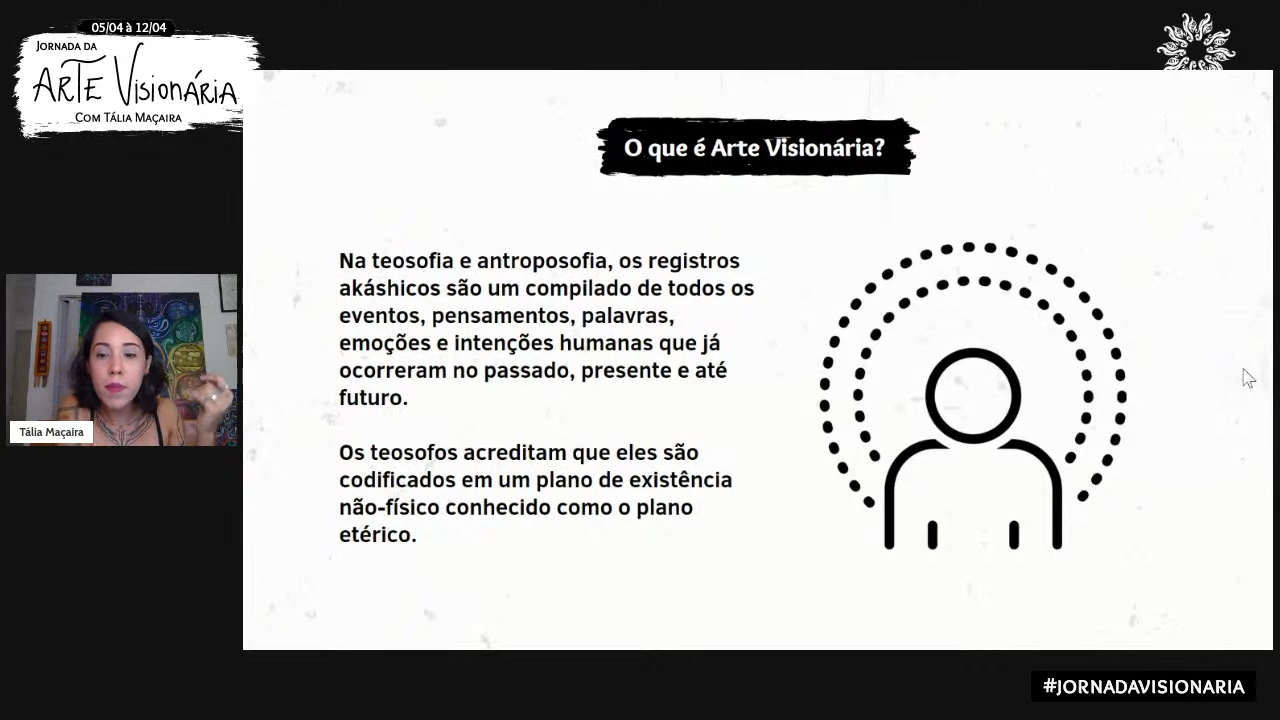 05/04 à 12/04
JORNADA DA
ARTE VISIONÁRIA
COM TÁLIA MAÇAIRA
O que é Arte Visionária?
Na teosofia e antroposofia, os registros
akáshicos são um compilado de todos os
eventos, pensamentos, palavras,
emoções e intenções humanas que já
ocorreram no passado, presente e até
futuro.
Os teosofos acreditam que eles são
codificados em um plano de existência
não-físico conhecido como o plano
etérico.
Tália Maçaira
#JORNADAVISIONARIA